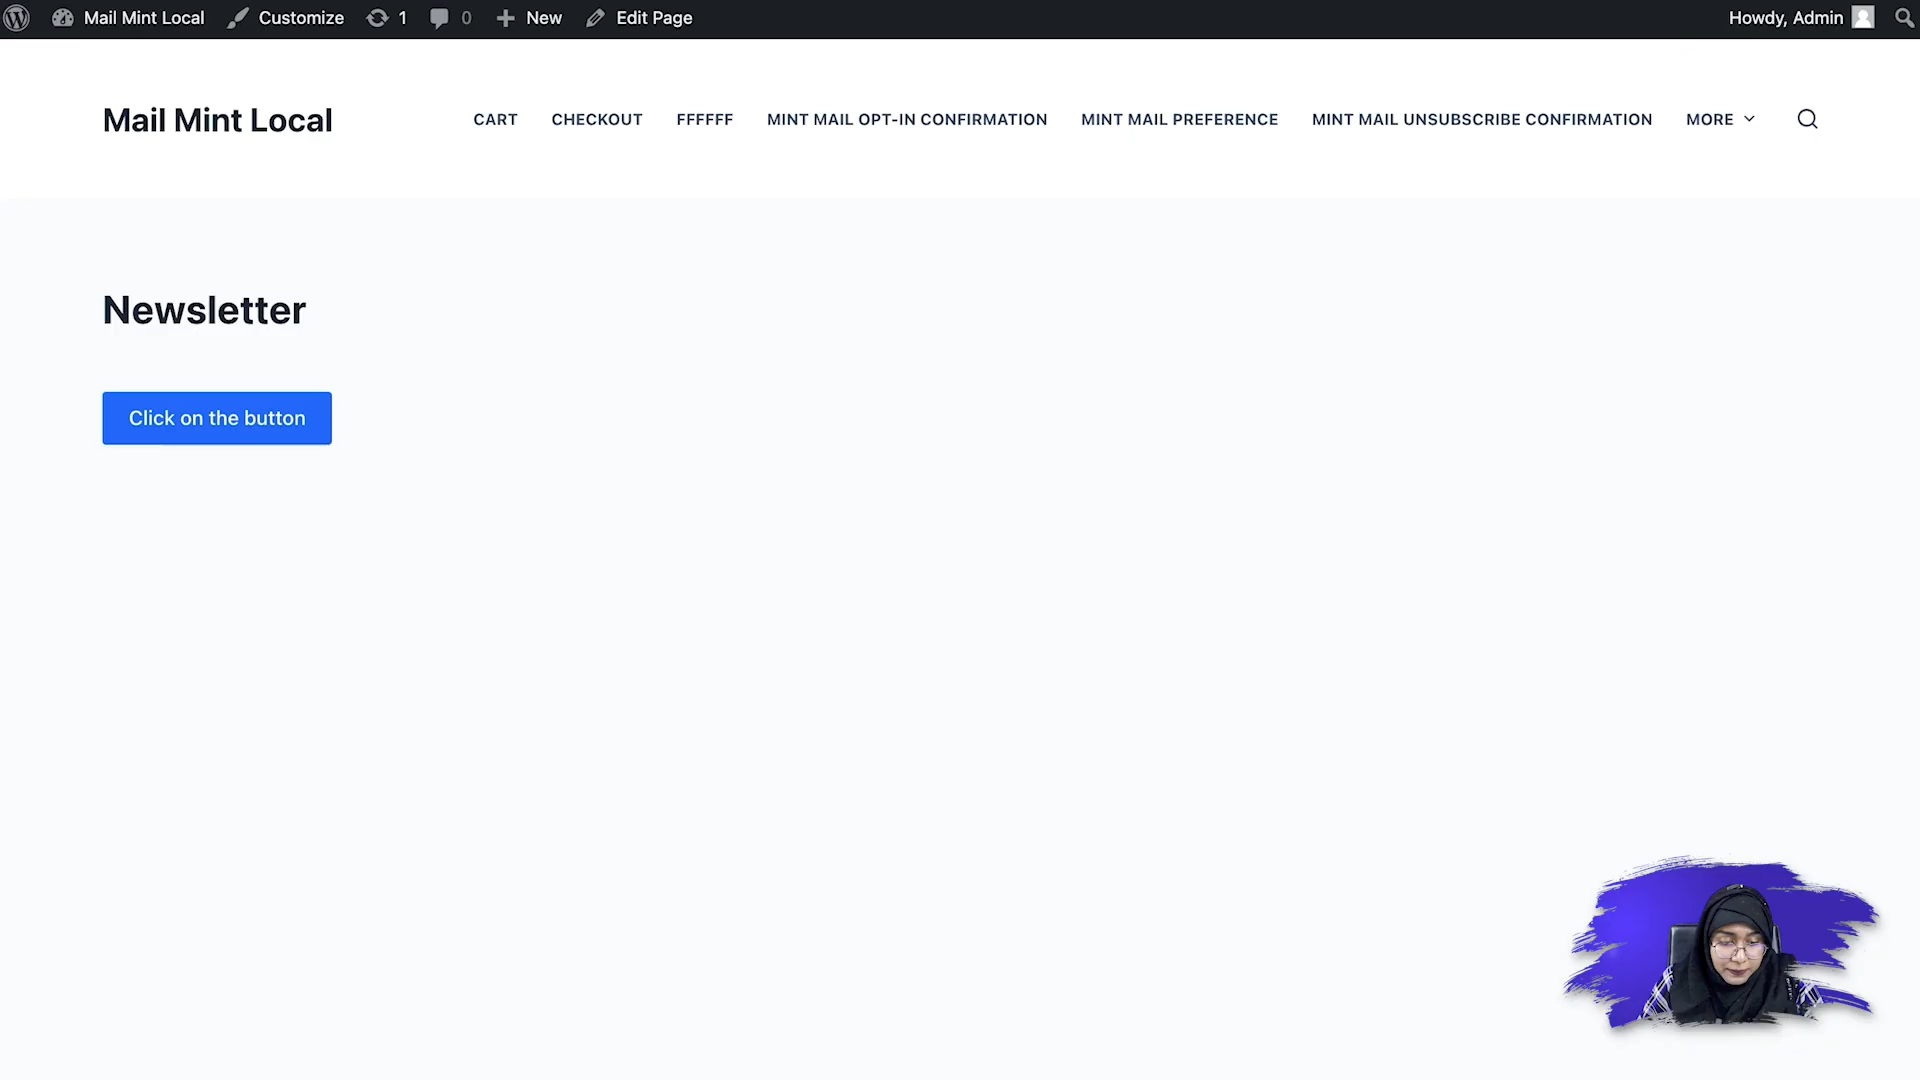 Mail Mint Local Customize 1 0 New Edit Page Howdy, Admin
Mail Mint Local CART CHECKOUT FFFFFF MINT MAIL OPT-IN CONFIRMATION MINT MAIL PREFERENCE MINT MAIL UNSUBSCRIBE CONFIRMATION MORE
Newsletter
Click on the button